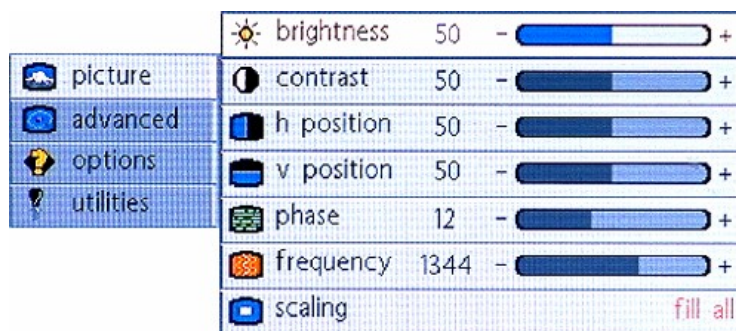 picture
advanced
options
utilities
brightness 50 - +
contrast 50 - +
h position 50 - +
v position 50 - +
phase 12 - +
frequency 1344 - +
scaling fill all